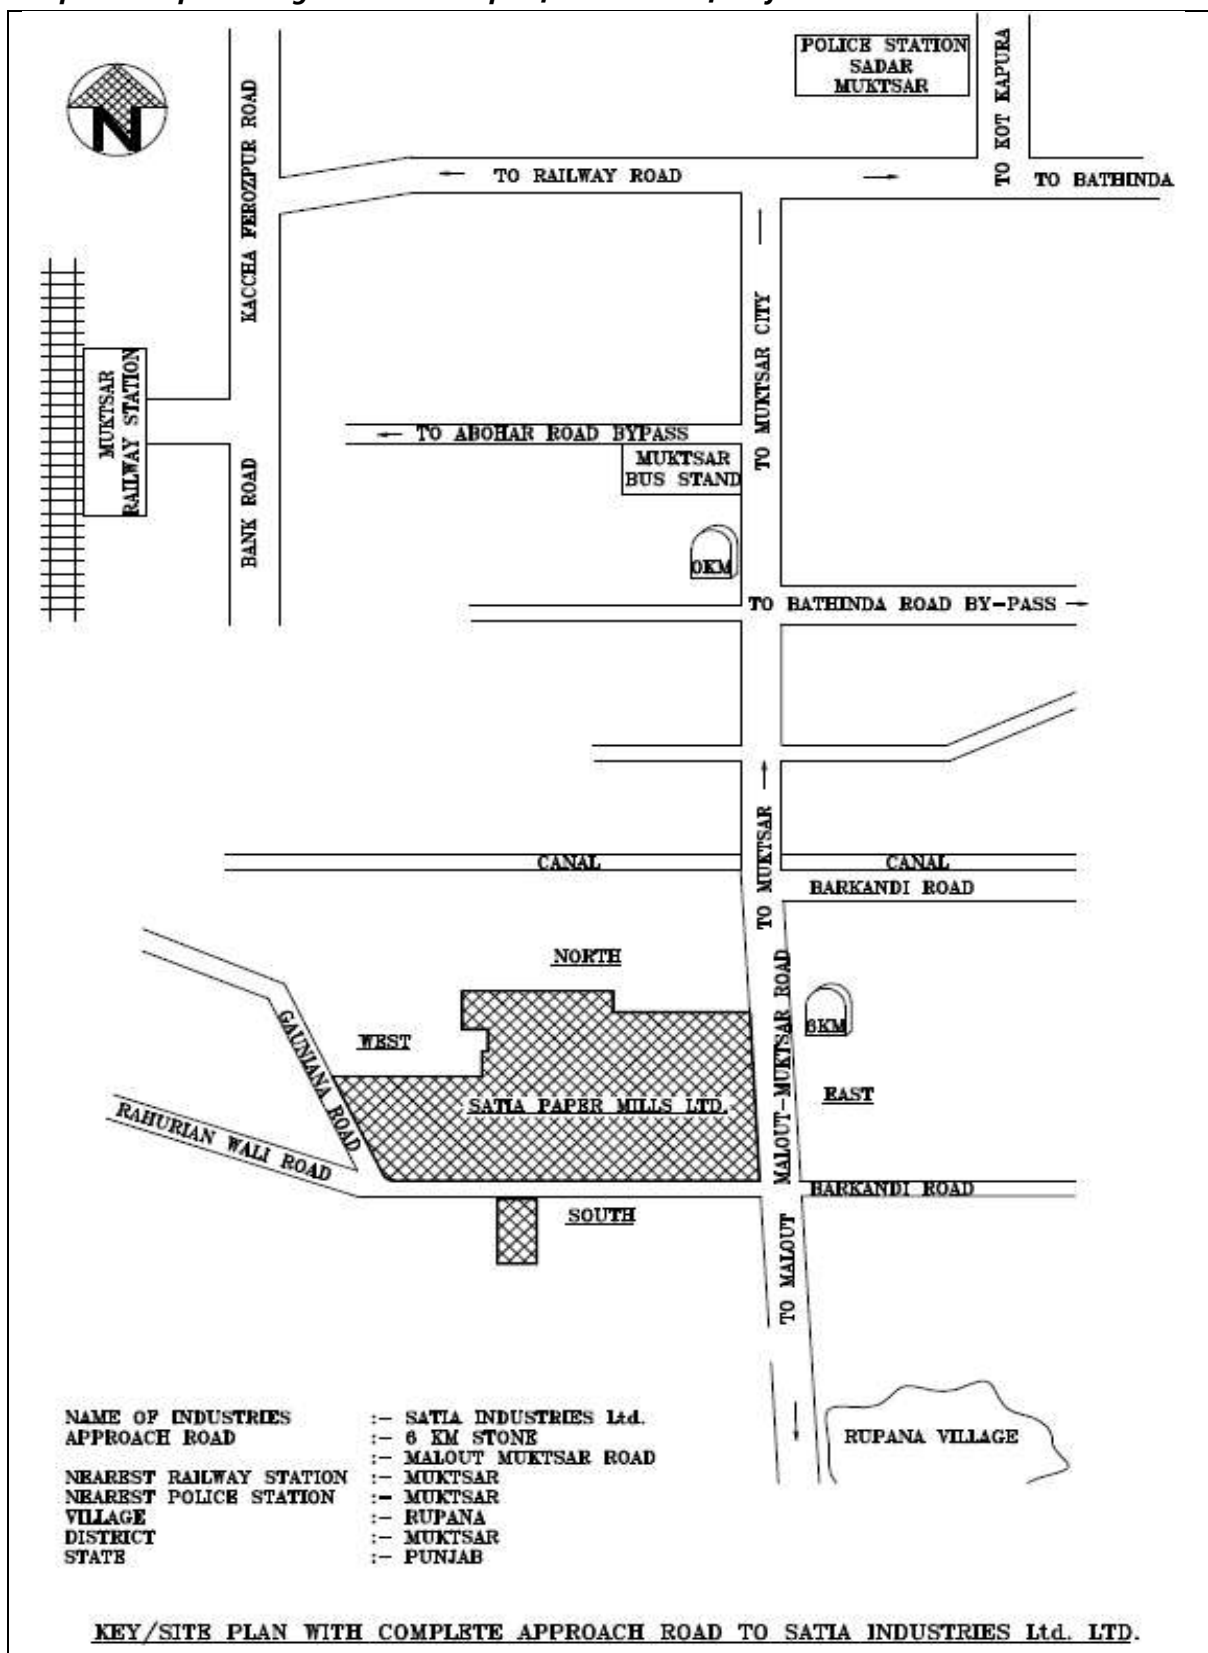 POLICE STATION
SADAR
MUKTSAR
TO KOT KAPURA
N
KACCHA FEROZPUR ROAD
TO RAILWAY ROAD
TO BATHINDA
TO MUKTSAR CITY
MUKTSAR
RAILWAY STATION
TO ABOHAR ROAD BYPASS
MUKTSAR
BUS STAND
BANK ROAD
0KM
TO BATHINDA ROAD BY-PASS
TO MUKTSAR
CANAL
CANAL
BARKANDI ROAD
NORTH
MALOUT-MUKTSAR ROAD
6KM
GAUNIANA ROAD
WEST
EAST
SATIA PAPER MILLS LTD.
RAHURIAN WALI ROAD
BARKANDI ROAD
SOUTH
TO MALOUT
RUPANA VILLAGE
NAME OF INDUSTRIES :- SATIA INDUSTRIES Ltd.
APPROACH ROAD :- 6 KM STONE
:- MALOUT MUKTSAR ROAD
NEAREST RAILWAY STATION :- MUKTSAR
NEAREST POLICE STATION :- MUKTSAR
VILLAGE :- RUPANA
DISTRICT :- MUKTSAR
STATE :- PUNJAB
KEY/SITE PLAN WITH COMPLETE APPROACH ROAD TO SATIA INDUSTRIES Ltd. LTD.